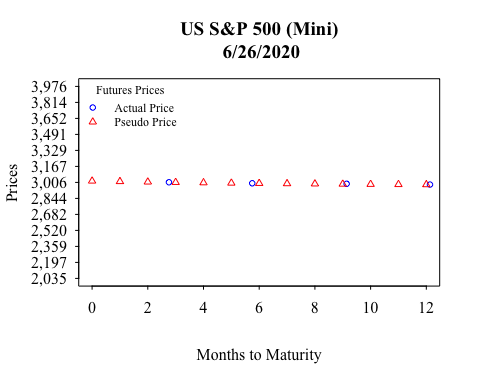 US S&P 500 (Mini)
6/26/2020
Futures Prices
Actual Price
Pseudo Price
Prices
3,976
3,814
3,652
3,491
3,329
3,167
3,006
2,844
2,682
2,520
2,359
2,197
2,035
0 2 4 6 8 10 12
Months to Maturity